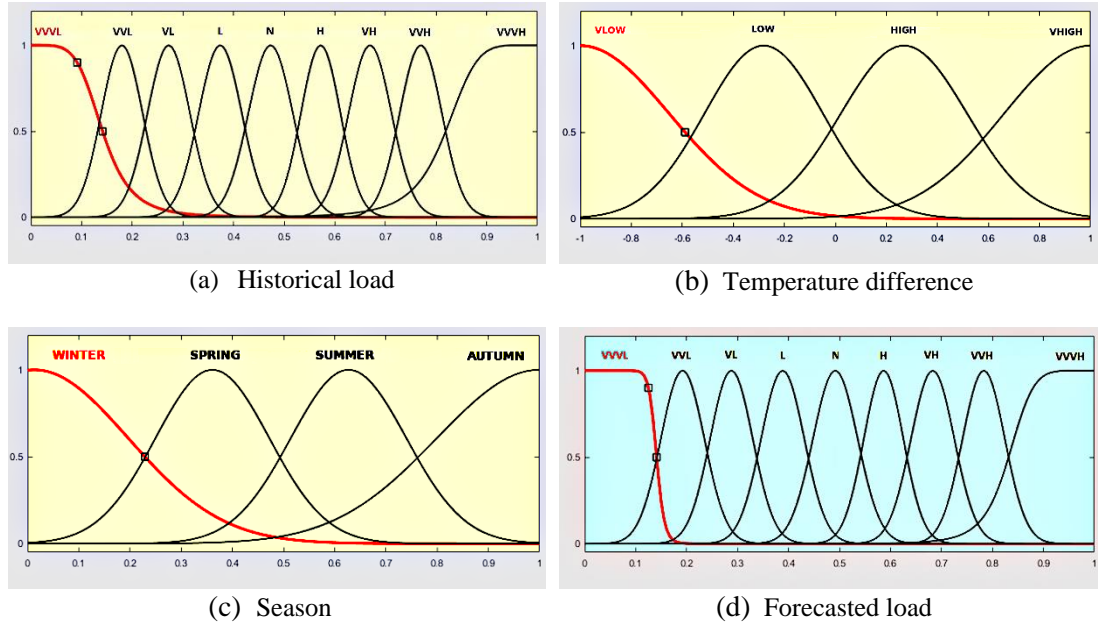 VVVL VVL VL L N H VH VVH VVVH
1
0.5
0
0 0.1 0.2 0.3 0.4 0.5 0.6 0.7 0.8 0.9 1
(a) Historical load
VLOW LOW HIGH VHIGH
1
0.5
0
-1 -0.8 -0.6 -0.4 -0.2 0 0.2 0.4 0.6 0.8 1
(b) Temperature difference
WINTER SPRING SUMMER AUTUMN
1
0.5
0
0 0.1 0.2 0.3 0.4 0.5 0.6 0.7 0.8 0.9 1
(c) Season
VVVL VVL VL L N H VH VVH VVVH
1
0.5
0
0 0.1 0.2 0.3 0.4 0.5 0.6 0.7 0.8 0.9 1
(d) Forecasted load